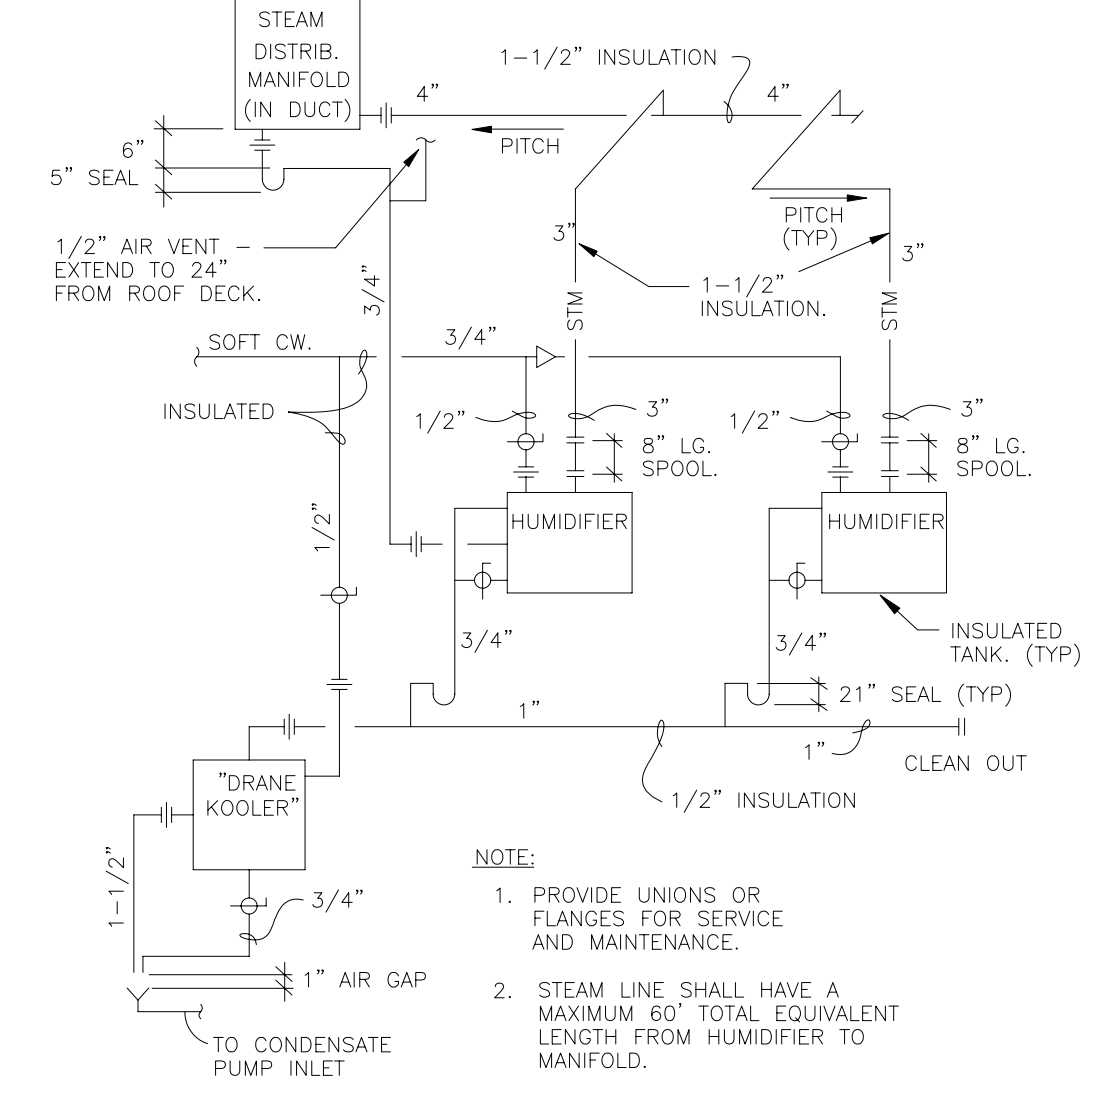 STEAM
DISTRIB.
MANIFOLD
(IN DUCT)
1-1/2" INSULATION
4"
4"
PITCH
6"
5" SEAL
PITCH
(TYP)
1/2" AIR VENT -
EXTEND TO 24"
FROM ROOF DECK.
3"
3"
3/4"
1-1/2"
INSULATION.
STM
STM
SOFT CW.
3/4"
INSULATED
1/2"
3"
1/2"
3"
8" LG.
SPOOL.
8" LG.
SPOOL.
1/2"
HUMIDIFIER
HUMIDIFIER
3/4"
3/4"
INSULATED
TANK. (TYP)
21" SEAL (TYP)
1"
1"
CLEAN OUT
"DRANE
KOOLER"
1/2" INSULATION
1-1/2"
3/4"
1" AIR GAP
TO CONDENSATE
PUMP INLET
NOTE:
1. PROVIDE UNIONS OR
FLANGES FOR SERVICE
AND MAINTENANCE.
2. STEAM LINE SHALL HAVE A
MAXIMUM 60' TOTAL EQUIVALENT
LENGTH FROM HUMIDIFIER TO
MANIFOLD.